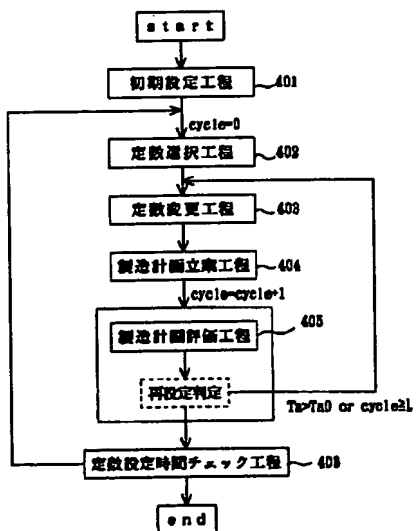 start
初期設定工程 401
cycle=0
定数選択工程 402
定数変更工程 403
製造計画立案工程 404
cycle=cycle+1
製造計画評価工程 405
再設定判定
Ta>Ta0 or cycle≧L
定数設定時間チェック工程 406
end